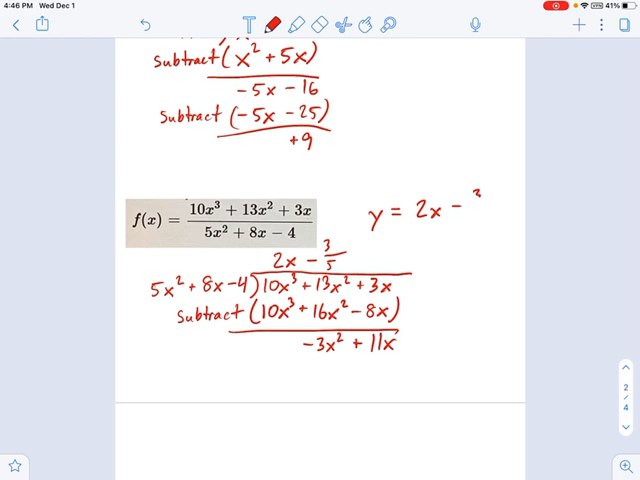 4:46 PM Wed Dec 1
41%
subtract (x² + 5x)
-5x - 16
subtract (-5x - 25)
+9
f(x) = (10x³ + 13x² + 3x)/(5x² + 8x - 4)
y = 2x - 3
2x - 3/5
5x² + 8x - 4 ) 10x³ + 13x² + 3x
subtract (10x³ + 16x² - 8x)
-3x² + 11x
2
/
4